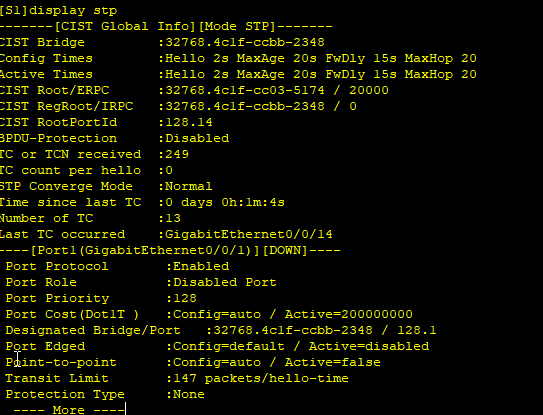 [S1]display stp
-------[CIST Global Info][Mode STP]-------
CIST Bridge         :32768.4c1f-ccbb-2348
Config Times        :Hello 2s MaxAge 20s FwDly 15s MaxHop 20
Active Times        :Hello 2s MaxAge 20s FwDly 15s MaxHop 20
CIST Root/ERPC      :32768.4c1f-cc03-5174 / 20000
CIST RegRoot/IRPC   :32768.4c1f-ccbb-2348 / 0
CIST RootPortId     :128.14
BPDU-Protection     :Disabled
TC or TCN received  :249
TC count per hello  :0
STP Converge Mode   :Normal
Time since last TC  :0 days 0h:1m:4s
Number of TC        :13
Last TC occurred    :GigabitEthernet0/0/14
----[Port1(GigabitEthernet0/0/1)][DOWN]----
 Port Protocol       :Enabled
 Port Role           :Disabled Port
 Port Priority       :128
 Port Cost(Dot1T )   :Config=auto / Active=200000000
 Designated Bridge/Port   :32768.4c1f-ccbb-2348 / 128.1
 Port Edged          :Config=default / Active=disabled
 Point-to-point      :Config=auto / Active=false
 Transit Limit       :147 packets/hello-time
 Protection Type     :None
  ---- More ----